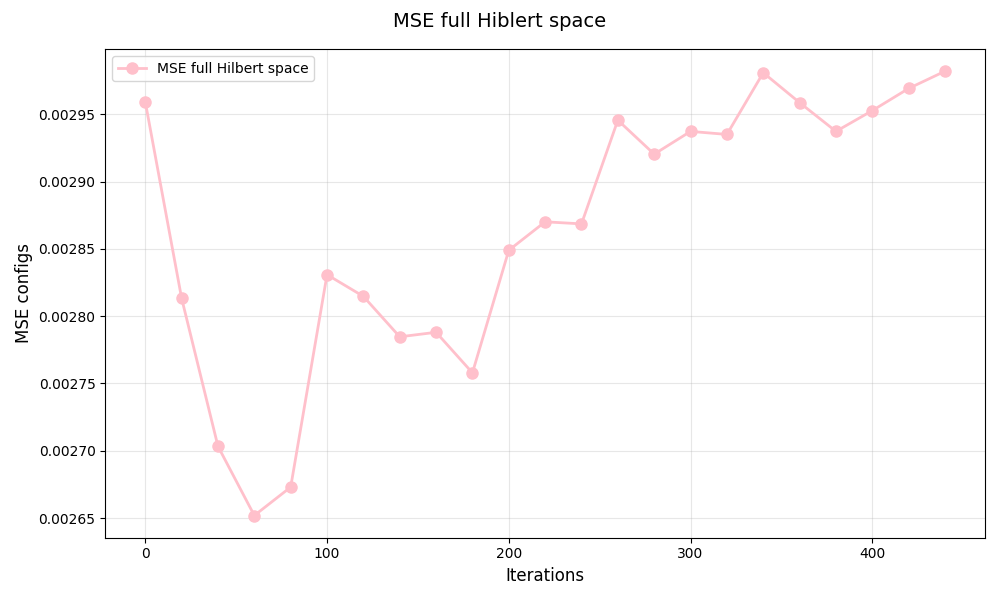 MSE full Hiblert space
MSE full Hilbert space
MSE configs
0.00295
0.00290
0.00285
0.00280
0.00275
0.00270
0.00265
0 100 200 300 400
Iterations